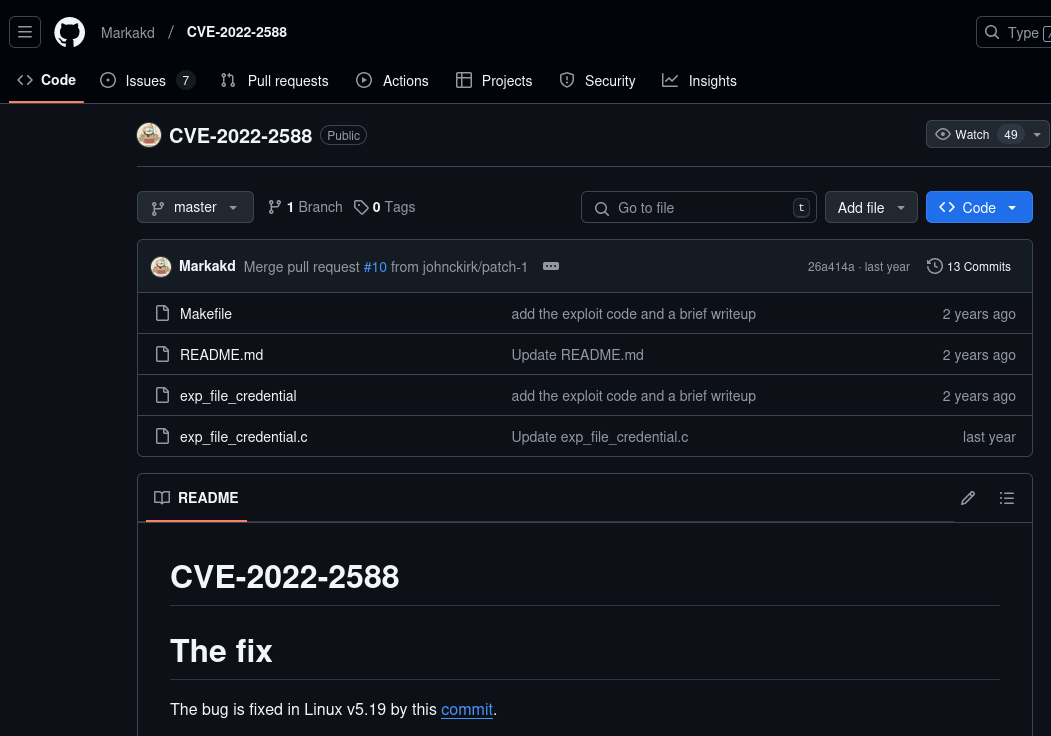 Markakd / CVE-2022-2588 Type /
Code Issues 7 Pull requests Actions Projects Security Insights
CVE-2022-2588 Public Watch 49
master 1 Branch 0 Tags Go to file t Add file Code
Markakd Merge pull request #10 from johnckirk/patch-1 26a414a · last year 13 Commits
Makefile add the exploit code and a brief writeup 2 years ago
README.md Update README.md 2 years ago
exp_file_credential add the exploit code and a brief writeup 2 years ago
exp_file_credential.c Update exp_file_credential.c last year
README
CVE-2022-2588
The fix
The bug is fixed in Linux v5.19 by this commit.